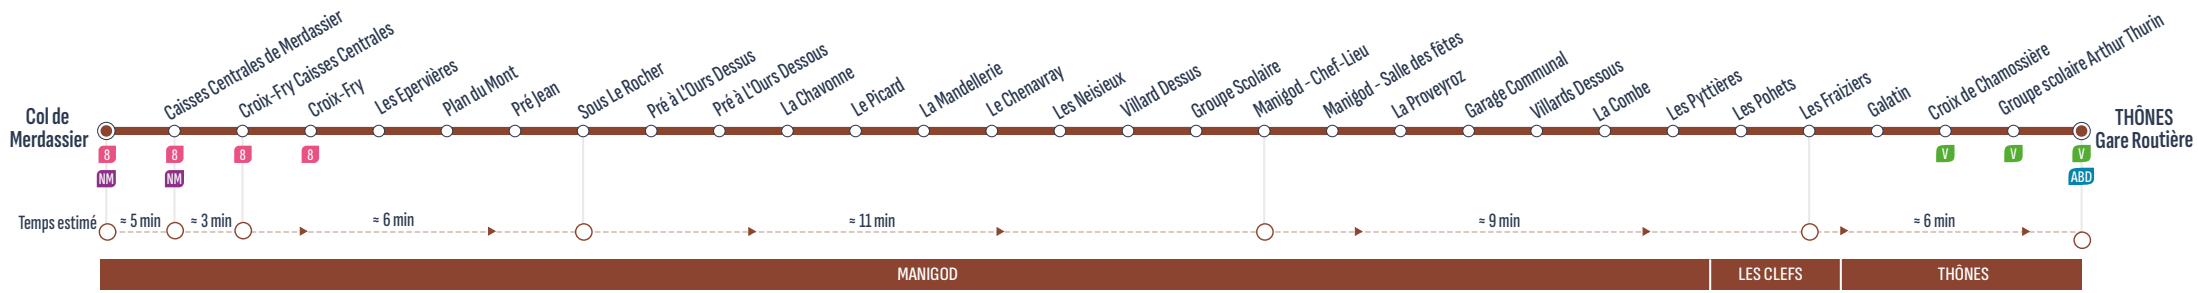 Col de
Merdassier
Caisses Centrales de Merdassier
Croix-Fry Caisses Centrales
Croix-Fry
Les Epervières
Plan du Mont
Pré Jean
Sous Le Rocher
Pré à L'Ours Dessus
Pré à L'Ours Dessous
La Chavonne
Le Picard
La Mandellerie
Le Chenavray
Les Neisieux
Villard Dessus
Groupe Scolaire
Manigod - Chef-Lieu
Manigod - Salle des fêtes
La Proveyroz
Garage Communal
Villards Dessous
La Combe
Les Pyttières
Les Pohets
Les Fraiziers
Galatin
Croix de Chamossière
Groupe scolaire Arthur Thurin
THÔNES
Gare Routière
8 8 8 8 V V V
NM NM ABD
Temps estimé ≈ 5 min ≈ 3 min ≈ 6 min ≈ 11 min ≈ 9 min ≈ 6 min
MANIGOD LES CLEFS THÔNES